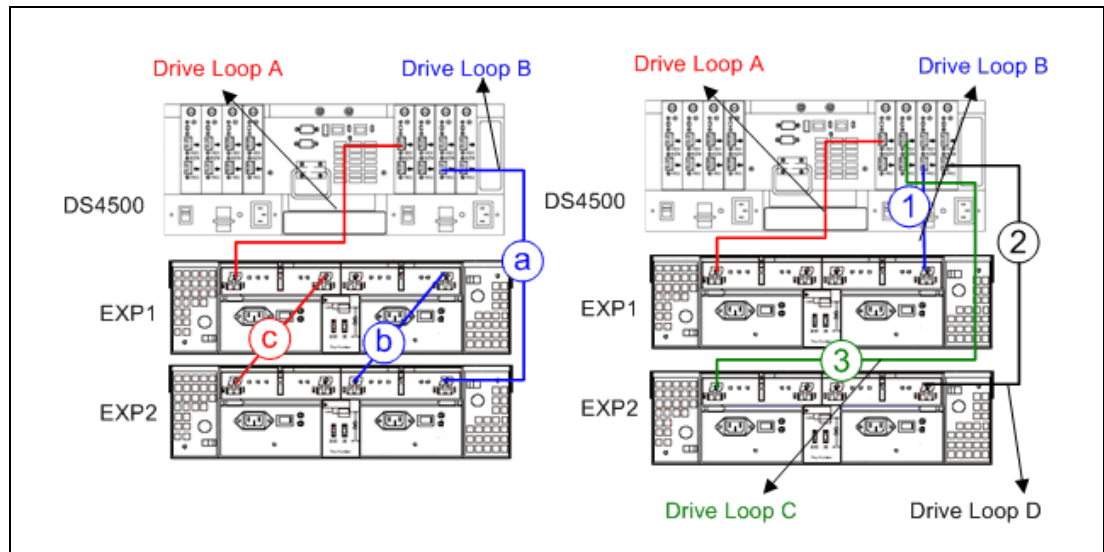 Drive Loop A
Drive Loop B
DS4500
a
EXP1
c
b
EXP2
Drive Loop A
Drive Loop B
DS4500
1
2
EXP1
3
EXP2
Drive Loop C
Drive Loop D